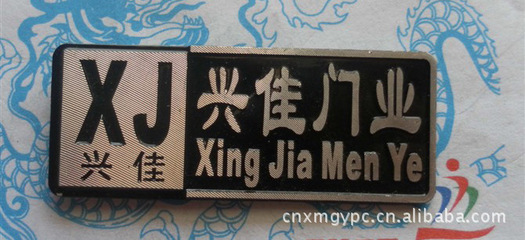 XJ
兴佳
兴佳门业
Xing Jia Men Ye
cnxmgypc.cn.alibaba.com